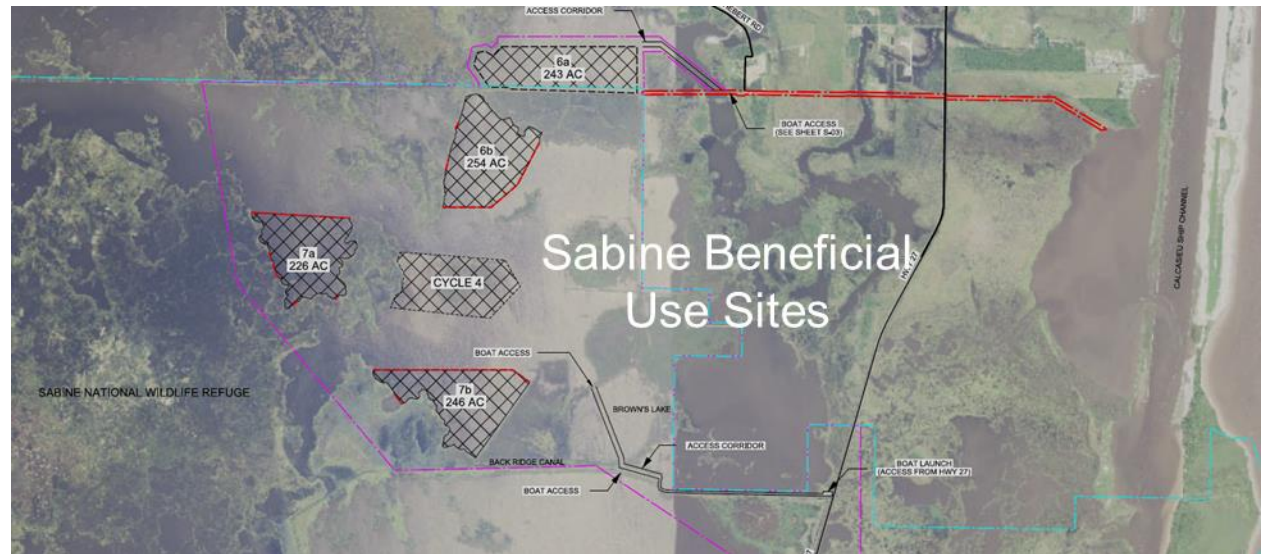 ACCESS CORRIDOR
EBERT RD
6a
243 AC
BOAT ACCESS
(SEE SHEET S-03)
6b
254 AC
7a
226 AC
CYCLE 4
Sabine Beneficial
Use Sites
HWY 27
CALCASIEU SHIP CHANNEL
BOAT ACCESS
SABINE NATIONAL WILDLIFE REFUGE
7b
246 AC
BROWN'S LAKE
ACCESS CORRIDOR
BACK RIDGE CANAL
BOAT ACCESS
BOAT LAUNCH
(ACCESS FROM HWY 27)